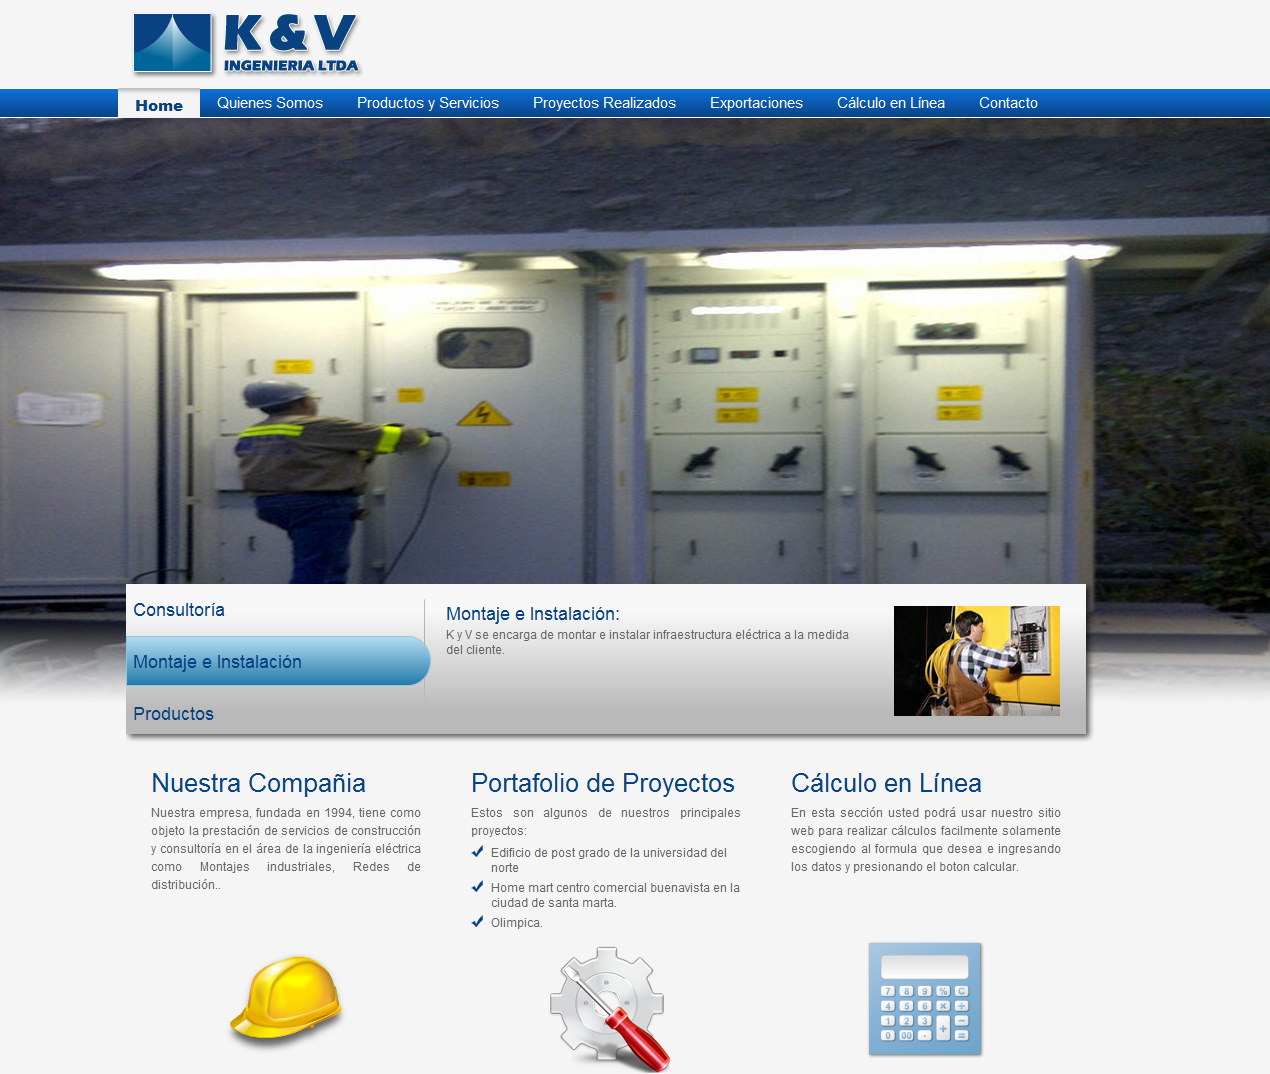 K & V
INGENIERIA LTDA
Home
Quienes Somos
Productos y Servicios
Proyectos Realizados
Exportaciones
Cálculo en Línea
Contacto
Consultoría
Montaje e Instalación
Productos
Montaje e Instalación:
K y V se encarga de montar e instalar infraestructura eléctrica a la medida
del cliente.
Nuestra Compañia
Nuestra empresa, fundada en 1994, tiene como
objeto la prestación de servicios de construcción
y consultoría en el área de la ingeniería eléctrica
como Montajes industriales, Redes de
distribución..
Portafolio de Proyectos
Estos son algunos de nuestros principales
proyectos:
Edificio de post grado de la universidad del
norte
Home mart centro comercial buenavista en la
ciudad de santa marta.
Olimpica.
Cálculo en Línea
En esta sección usted podrá usar nuestro sitio
web para realizar cálculos facilmente solamente
escogiendo al formula que desea e ingresando
los datos y presionando el boton calcular.
7 8 9 % C
4 5 6 × ÷
1 2 3 + −
0 00 · =